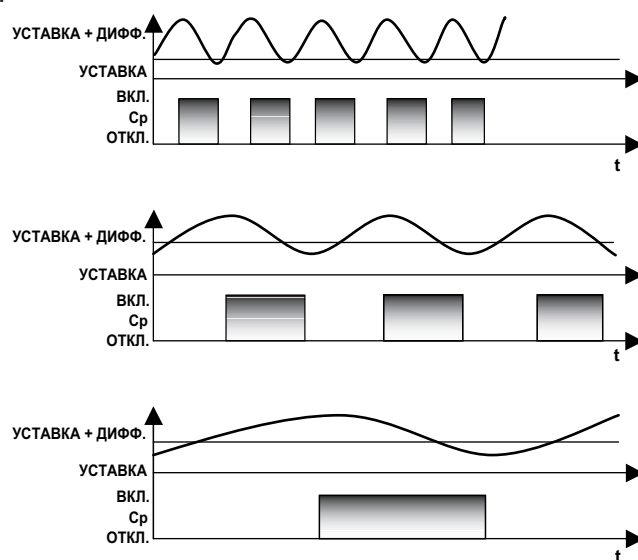 УСТАВКА + ДИФФ.
УСТАВКА
ВКЛ.
Ср
ОТКЛ.
t
УСТАВКА + ДИФФ.
УСТАВКА
ВКЛ.
Ср
ОТКЛ.
t
УСТАВКА + ДИФФ.
УСТАВКА
ВКЛ.
Ср
ОТКЛ.
t